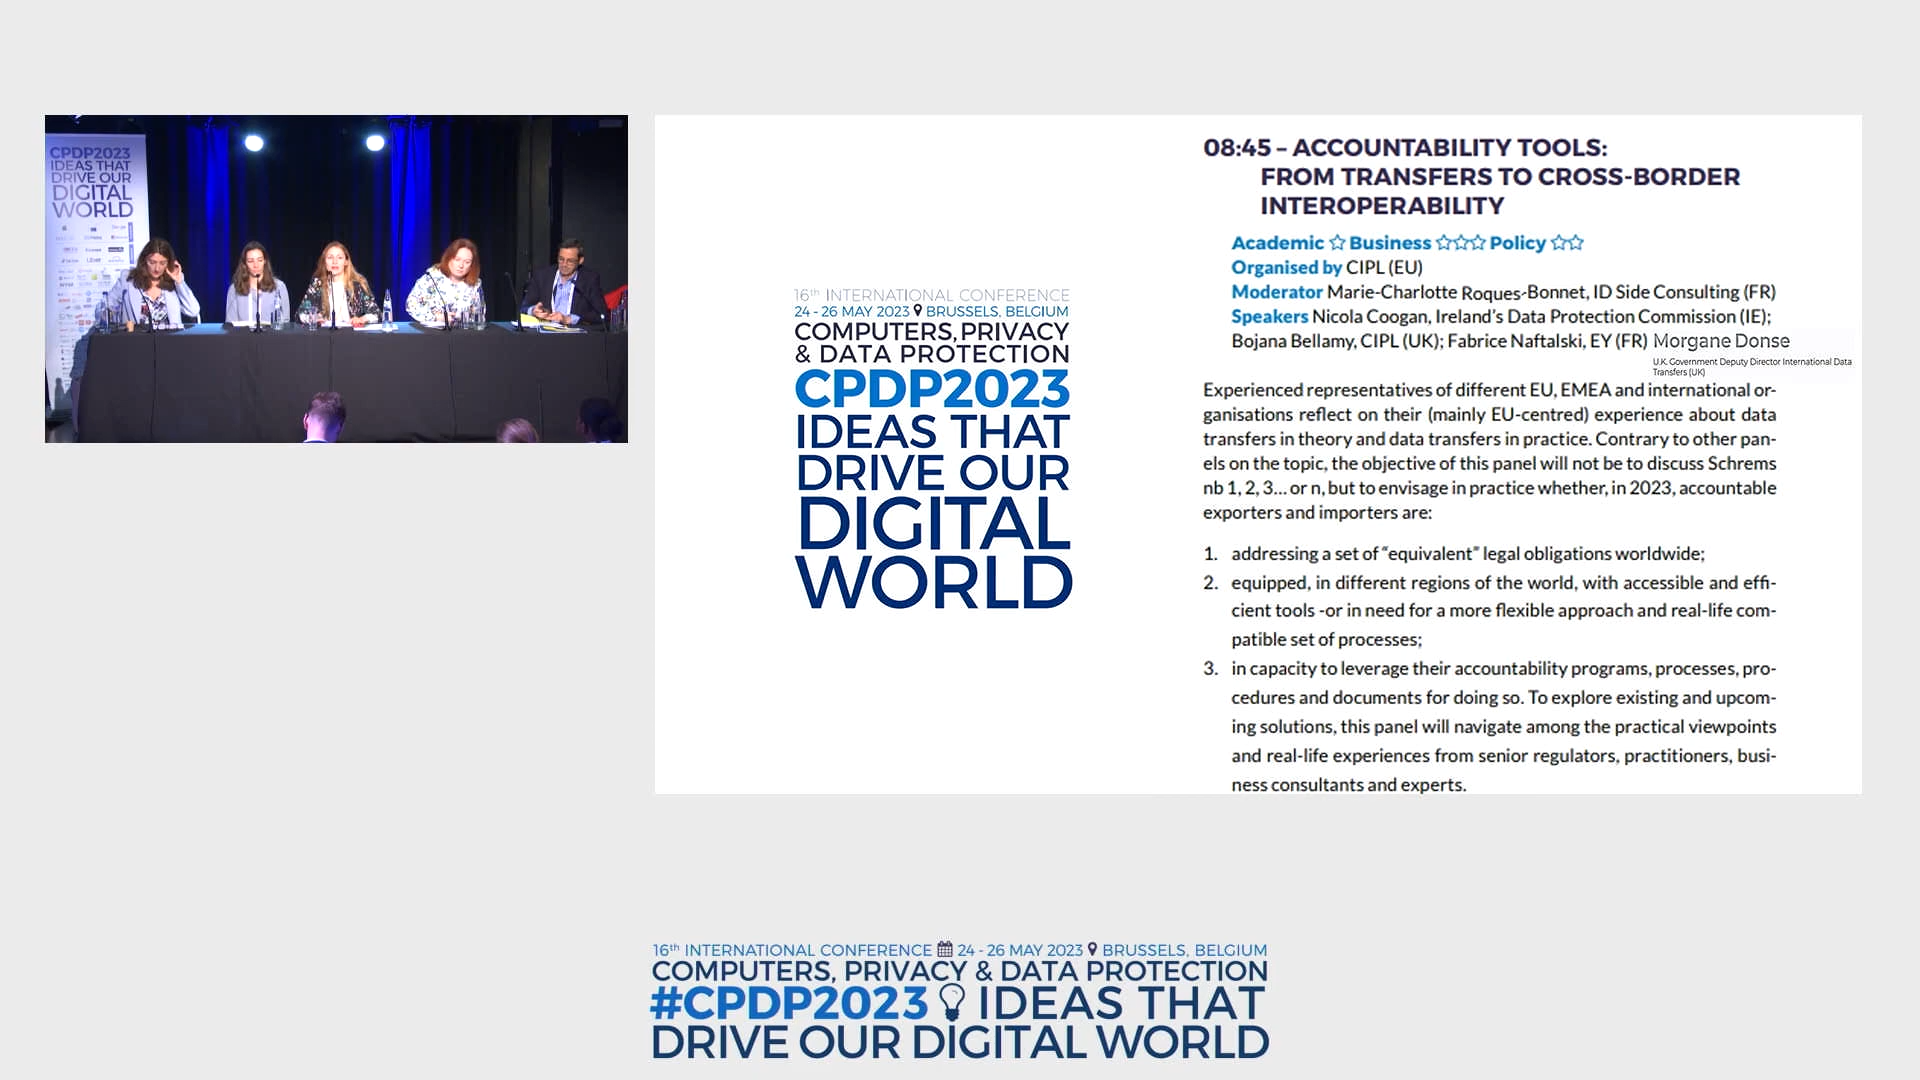 CPDP2023
IDEAS THAT
DRIVE OUR
DIGITAL
WORLD
16th INTERNATIONAL CONFERENCE
24 - 26 MAY 2023 BRUSSELS, BELGIUM
COMPUTERS, PRIVACY
& DATA PROTECTION
CPDP2023
IDEAS THAT
DRIVE OUR
DIGITAL
WORLD
08:45 – ACCOUNTABILITY TOOLS:
FROM TRANSFERS TO CROSS-BORDER
INTEROPERABILITY
Academic ☆ Business ☆☆☆ Policy ☆☆
Organised by CIPL (EU)
Moderator Marie-Charlotte Roques-Bonnet, ID Side Consulting (FR)
Speakers Nicola Coogan, Ireland’s Data Protection Commission (IE);
Bojana Bellamy, CIPL (UK); Fabrice Naftalski, EY (FR) Morgane Donse
U.K. Government Deputy Director International Data
Transfers (UK)
Experienced representatives of different EU, EMEA and international or-
ganisations reflect on their (mainly EU-centred) experience about data
transfers in theory and data transfers in practice. Contrary to other pan-
els on the topic, the objective of this panel will not be to discuss Schrems
nb 1, 2, 3… or n, but to envisage in practice whether, in 2023, accountable
exporters and importers are:
1. addressing a set of “equivalent” legal obligations worldwide;
2. equipped, in different regions of the world, with accessible and effi-
cient tools -or in need for a more flexible approach and real-life com-
patible set of processes;
3. in capacity to leverage their accountability programs, processes, pro-
cedures and documents for doing so. To explore existing and upcom-
ing solutions, this panel will navigate among the practical viewpoints
and real-life experiences from senior regulators, practitioners, busi-
ness consultants and experts.
16th INTERNATIONAL CONFERENCE 24 - 26 MAY 2023 BRUSSELS, BELGIUM
COMPUTERS, PRIVACY & DATA PROTECTION
#CPDP2023 IDEAS THAT
DRIVE OUR DIGITAL WORLD